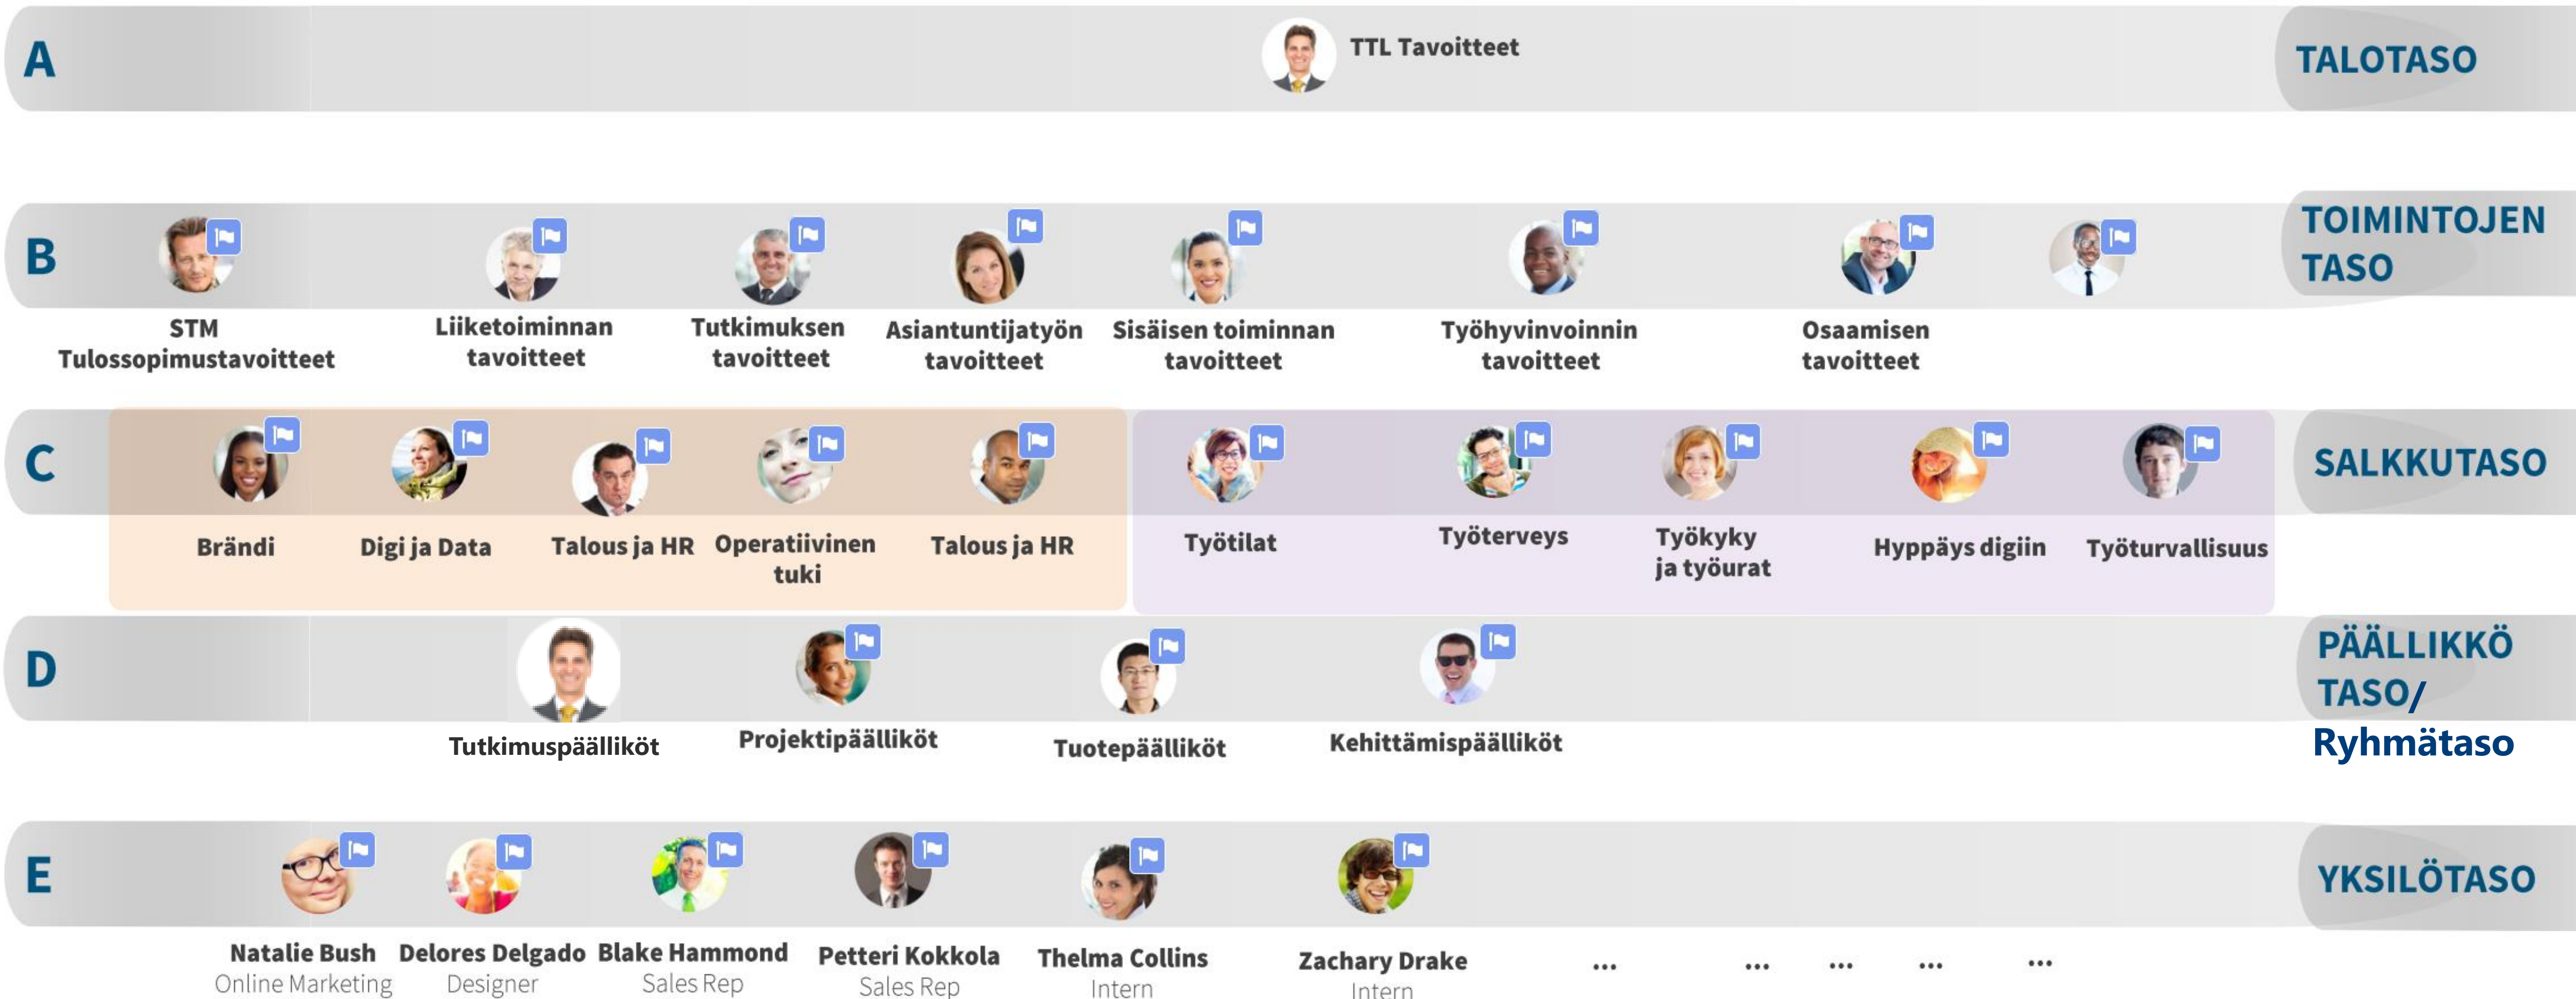 A
TTL Tavoitteet
TALOTASO
B
STM
Tulossopimustavoitteet
Liiketoiminnan
tavoitteet
Tutkimuksen
tavoitteet
Asiantuntijatyön
tavoitteet
Sisäisen toiminnan
tavoitteet
Työhyvinvoinnin
tavoitteet
Osaamisen
tavoitteet
TOIMINTOJEN
TASO
C
Brändi
Digi ja Data
Talous ja HR
Operatiivinen
tuki
Talous ja HR
Työtilat
Työterveys
Työkyky
ja työurat
Hyppäys digiin
Työturvallisuus
SALKKUTASO
D
Tutkimuspäälliköt
Projektipäälliköt
Tuotepäälliköt
Kehittämispäälliköt
PÄÄLLIKKÖ
TASO/
Ryhmätaso
E
Natalie Bush
Online Marketing
Delores Delgado
Designer
Blake Hammond
Sales Rep
Petteri Kokkola
Sales Rep
Thelma Collins
Intern
Zachary Drake
Intern
...
...
...
...
...
YKSILÖTASO